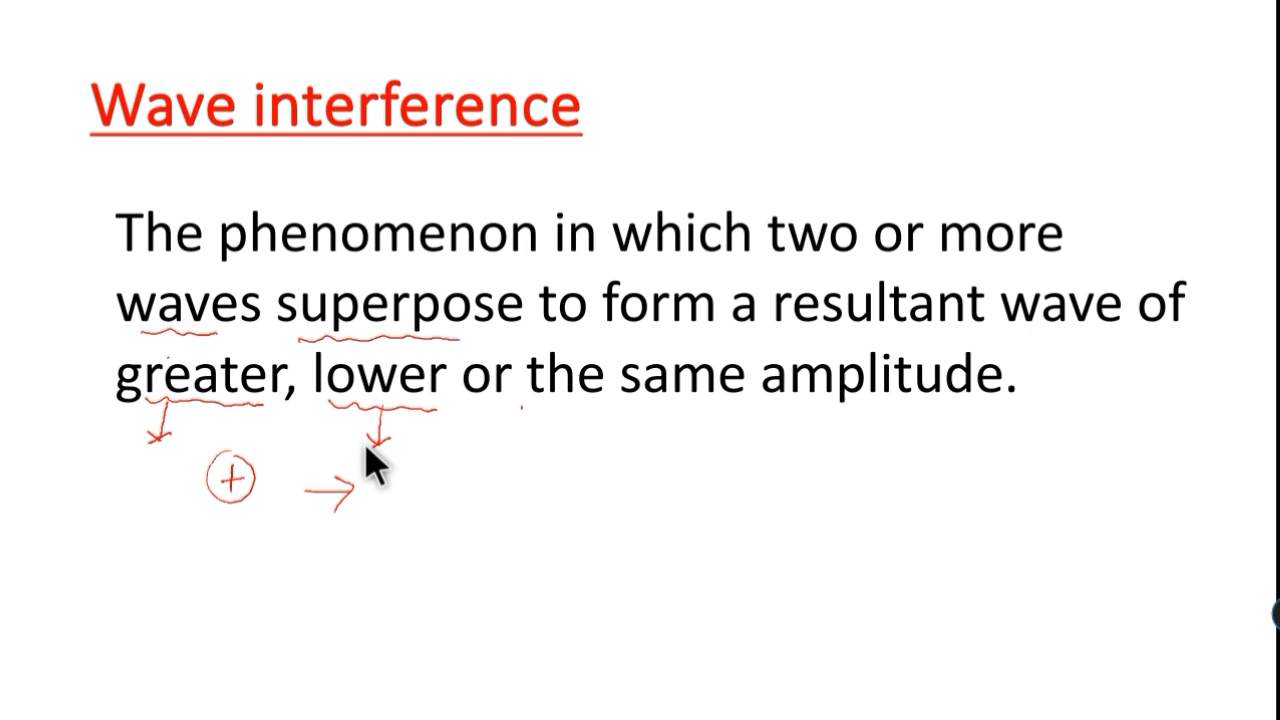 Wave interference
The phenomenon in which two or more
waves superpose to form a resultant wave of
greater, lower or the same amplitude.
+ →